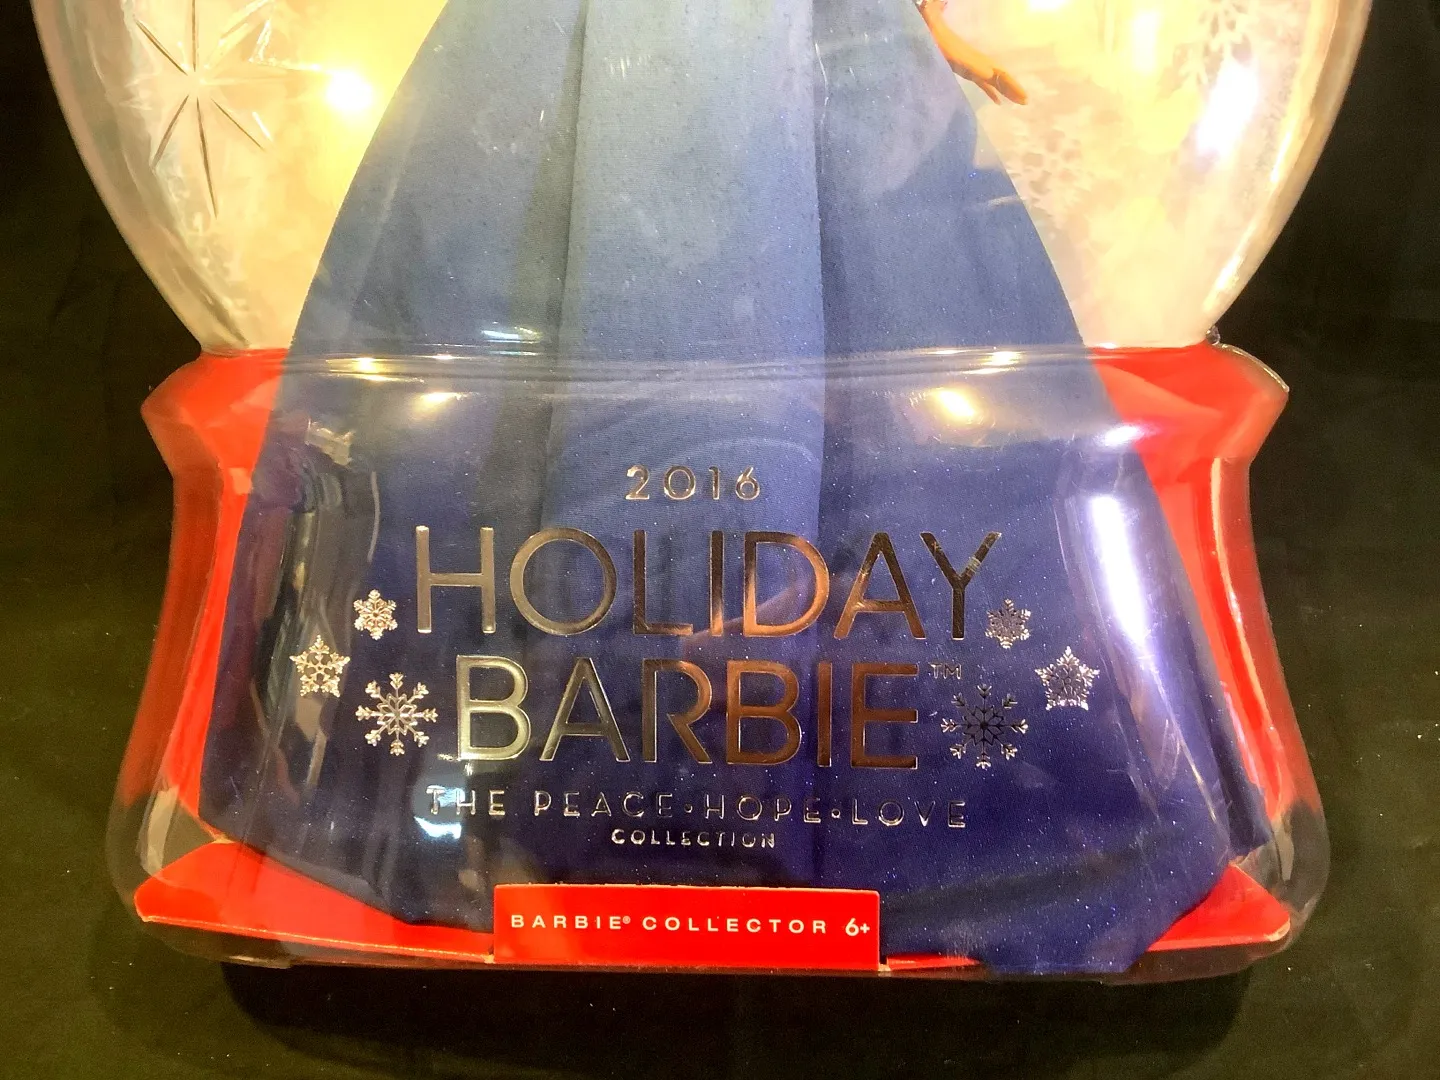 2016
HOLIDAY
BARBIE™
THE PEACE•HOPE•LOVE
COLLECTION
BARBIE® COLLECTOR 6+